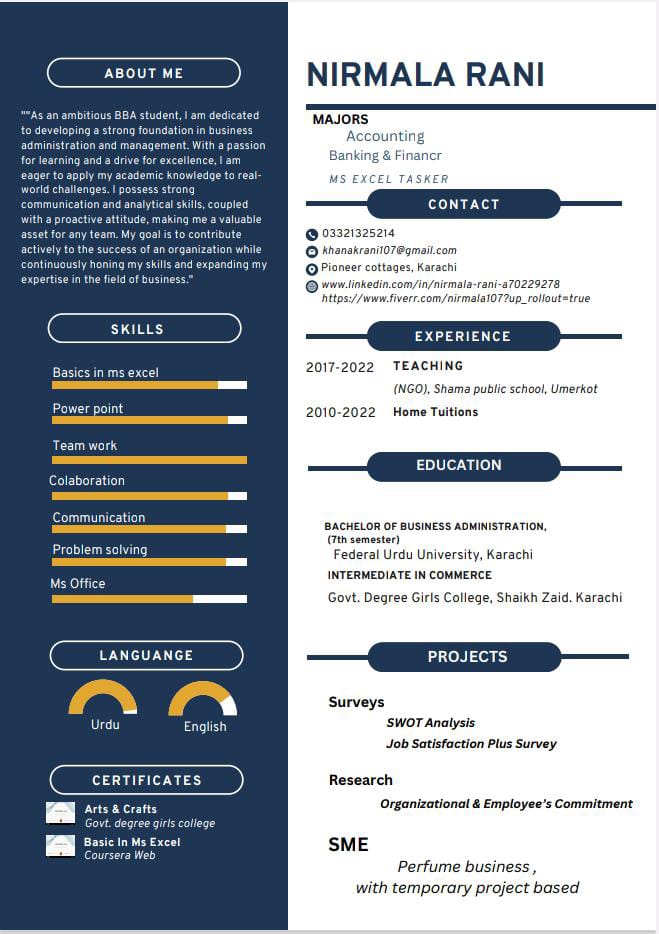 ABOUT ME
""As an ambitious BBA student, I am dedicated
to developing a strong foundation in business
administration and management. With a passion
for learning and a drive for excellence, I am
eager to apply my academic knowledge to real-
world challenges. I possess strong
communication and analytical skills, coupled
with a proactive attitude, making me a valuable
asset for any team. My goal is to contribute
actively to the success of an organization while
continuously honing my skills and expanding my
expertise in the field of business."
SKILLS
Basics in ms excel
Power point
Team work
Colaboration
Communication
Problem solving
Ms Office
LANGUANGE
Urdu
English
CERTIFICATES
Arts & Crafts
Govt. degree girls college
Basic In Ms Excel
Coursera Web
NIRMALA RANI
MAJORS
Accounting
Banking & Financr
MS EXCEL TASKER
CONTACT
03321325214
khanakrani107@gmail.com
Pioneer cottages, Karachi
www.linkedin.com/in/nirmala-rani-a70229278
https://www.fiverr.com/nirmala107?up_rollout=true
EXPERIENCE
2017-2022 TEACHING
(NGO), Shama public school, Umerkot
2010-2022 Home Tuitions
EDUCATION
BACHELOR OF BUSINESS ADMINISTRATION,
(7th semester)
Federal Urdu University, Karachi
INTERMEDIATE IN COMMERCE
Govt. Degree Girls College, Shaikh Zaid. Karachi
PROJECTS
Surveys
SWOT Analysis
Job Satisfaction Plus Survey
Research
Organizational & Employee's Commitment
SME
Perfume business ,
with temporary project based